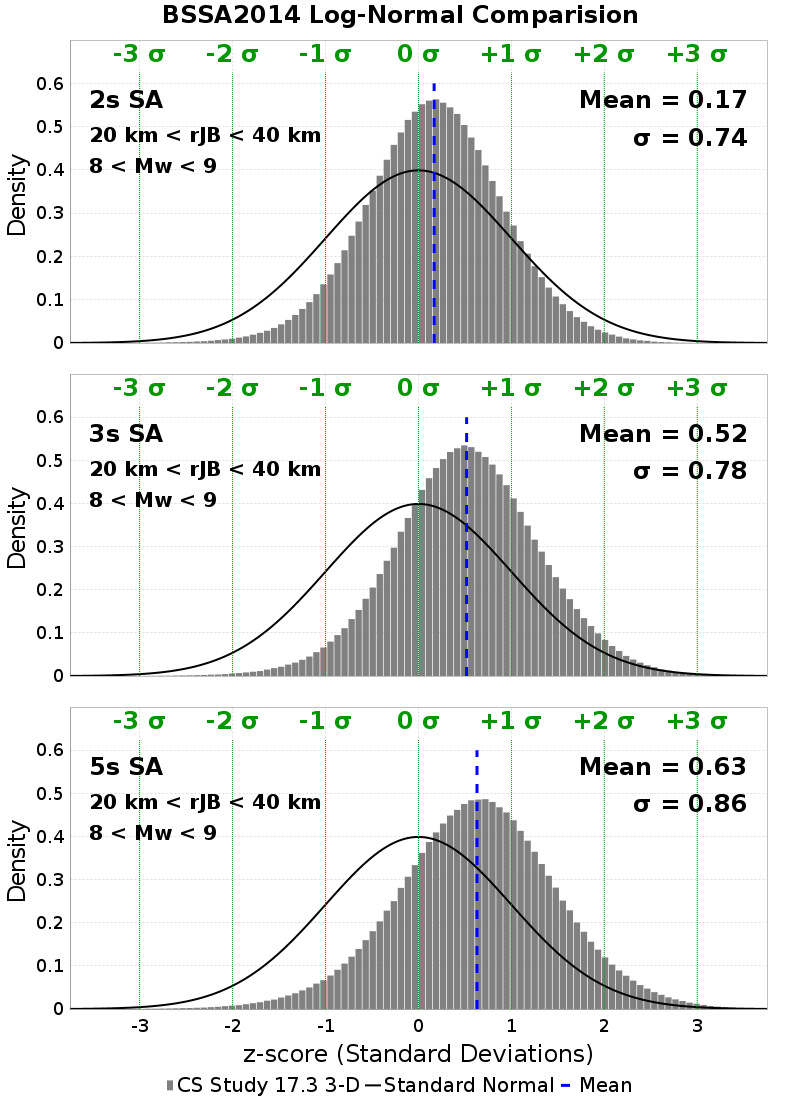 BSSA2014 Log-Normal Comparision
-3 σ -2 σ -1 σ 0 σ +1 σ +2 σ +3 σ
0.6
2s SA Mean = 0.17
0.5
20 km < rJB < 40 km σ = 0.74
8 < Mw < 9
0.4
Density
0.3
0.2
0.1
0
-3 σ -2 σ -1 σ 0 σ +1 σ +2 σ +3 σ
0.6
3s SA Mean = 0.52
0.5
20 km < rJB < 40 km σ = 0.78
8 < Mw < 9
0.4
Density
0.3
0.2
0.1
0
-3 σ -2 σ -1 σ 0 σ +1 σ +2 σ +3 σ
0.6
5s SA Mean = 0.63
0.5
20 km < rJB < 40 km σ = 0.86
8 < Mw < 9
0.4
Density
0.3
0.2
0.1
0
-3 -2 -1 0 1 2 3
z-score (Standard Deviations)
CS Study 17.3 3-D Standard Normal Mean